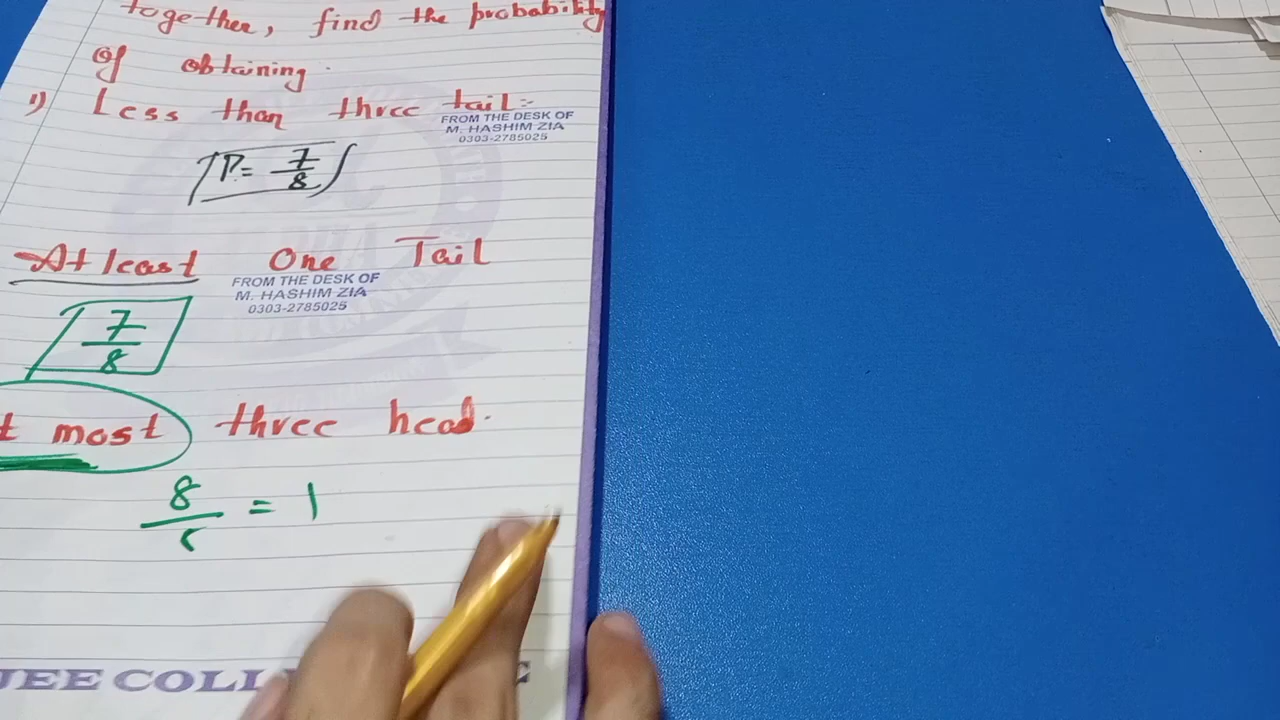 together, find the probability
Of obtaining.
1) Less than three tail:-
FROM THE DESK OF
M. HASHIM ZIA
0303-2785025
P = 7/8
At least One Tail
FROM THE DESK OF
M. HASHIM ZIA
0303-2785025
7/8
t most three head.
8/8 = 1